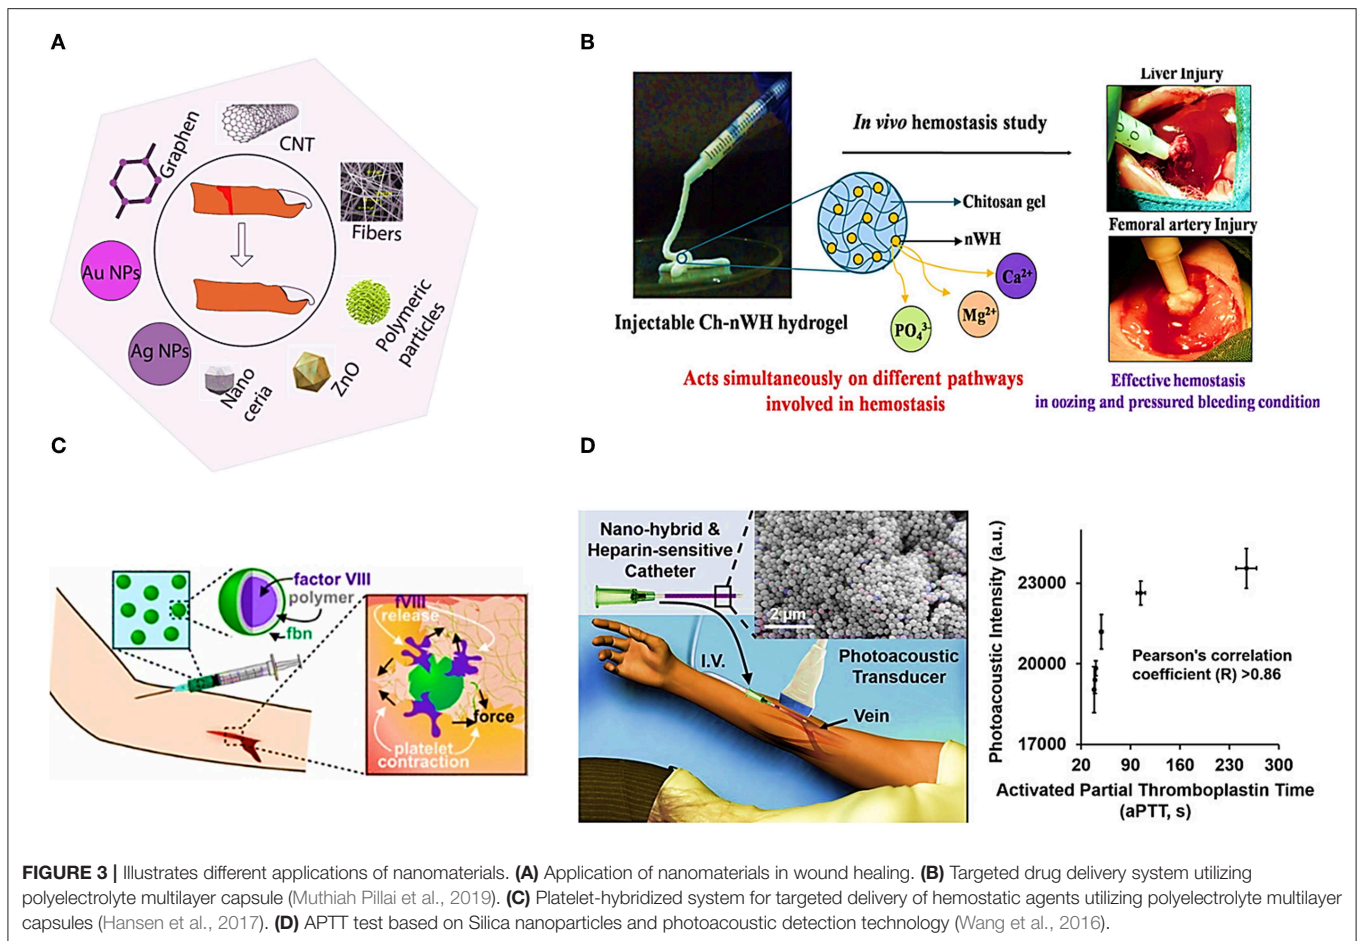 A
Graphen
CNT
Fibers
Au NPs
Polymeric
particles
Ag NPs
Nano
ceria
ZnO
B
In vivo hemostasis study
Liver Injury
Chitosan gel
nWH
Femoral artery Injury
Ca²⁺
Mg²⁺
PO₄³⁻
Injectable Ch-nWH hydrogel
Acts simultaneously on different pathways
involved in hemostasis
Effective hemostasis
in oozing and pressured bleeding condition
C
factor VIII
polymer
fbn
fVIII
release
force
platelet
contraction
D
Nano-hybrid &
Heparin-sensitive
Catheter
2 µm
I.V.
Photoacoustic
Transducer
Vein
Photoacoustic Intensity (a.u.)
23000
20000
17000
Pearson's correlation
coefficient (R) >0.86
20 90 160 230 300
Activated Partial Thromboplastin Time
(aPTT, s)
FIGURE 3 | Illustrates different applications of nanomaterials. (A) Application of nanomaterials in wound healing. (B) Targeted drug delivery system utilizing
polyelectrolyte multilayer capsule (Muthiah Pillai et al., 2019). (C) Platelet-hybridized system for targeted delivery of hemostatic agents utilizing polyelectrolyte multilayer
capsules (Hansen et al., 2017). (D) APTT test based on Silica nanoparticles and photoacoustic detection technology (Wang et al., 2016).